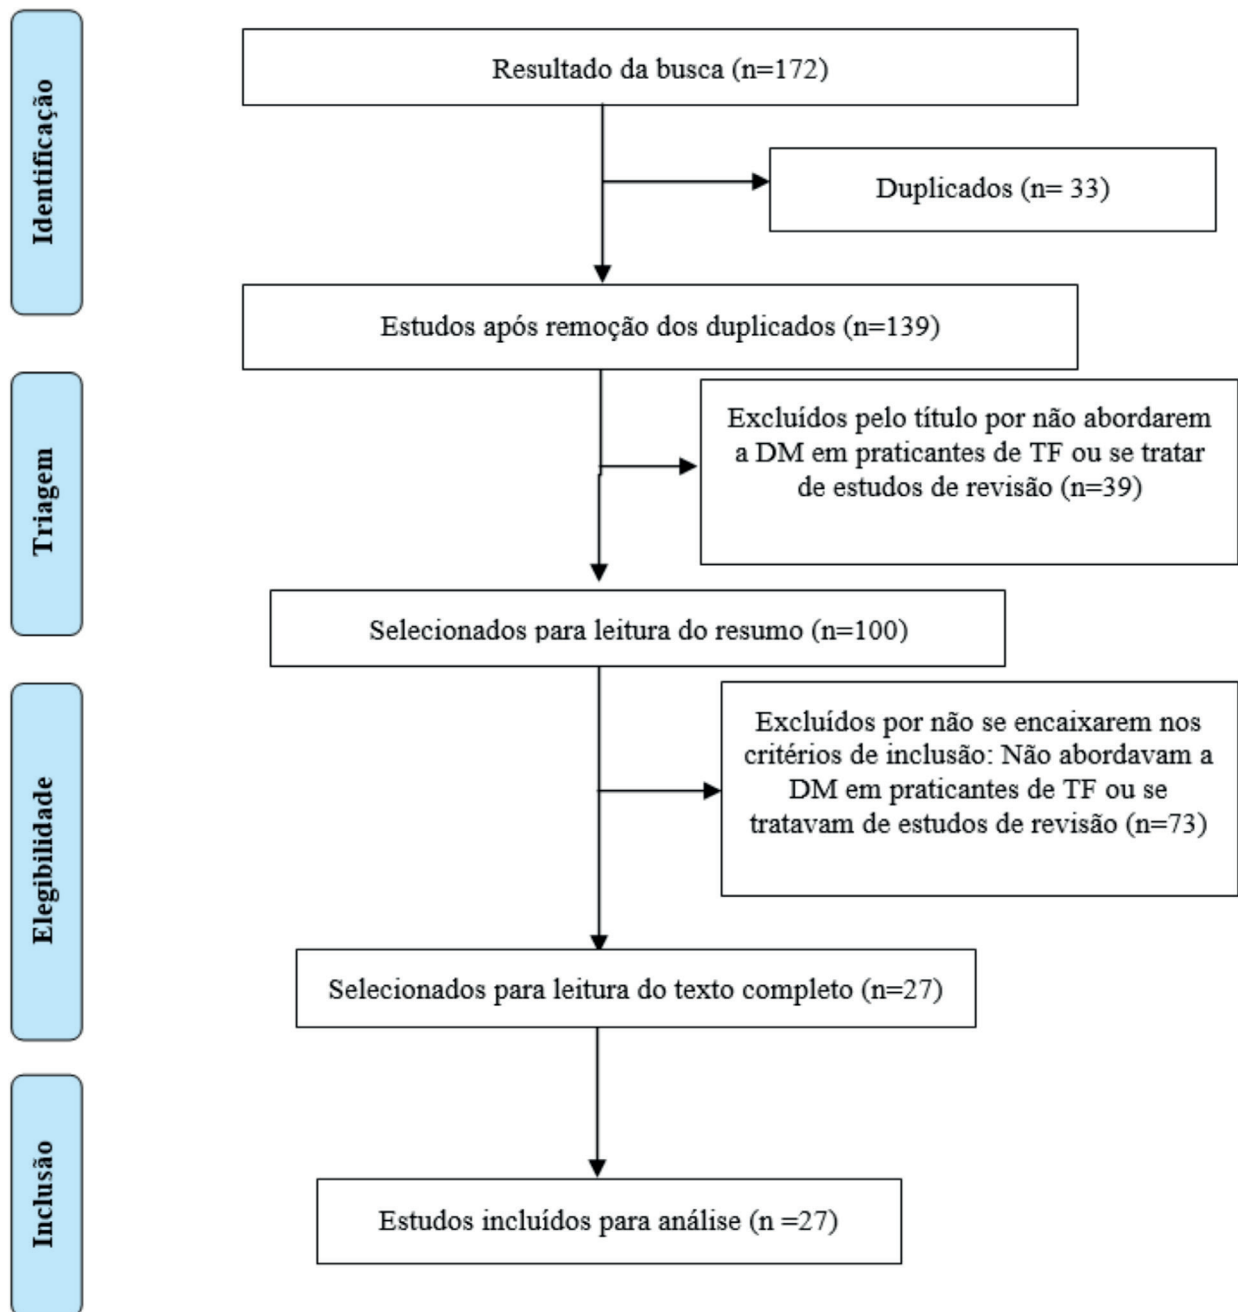 Identificação
Resultado da busca (n=172)
Duplicados (n= 33)
Estudos após remoção dos duplicados (n=139)
Triagem
Excluídos pelo título por não abordarem
a DM em praticantes de TF ou se tratar
de estudos de revisão (n=39)
Selecionados para leitura do resumo (n=100)
Elegibilidade
Excluídos por não se encaixarem nos
critérios de inclusão: Não abordavam a
DM em praticantes de TF ou se
tratavam de estudos de revisão (n=73)
Selecionados para leitura do texto completo (n=27)
Inclusão
Estudos incluídos para análise (n =27)